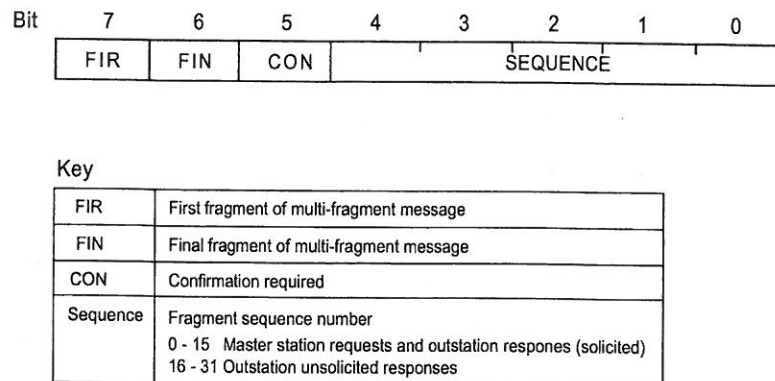 Bit 7 6 5 4 3 2 1 0
FIR FIN CON SEQUENCE
Key
FIR First fragment of multi-fragment message
FIN Final fragment of multi-fragment message
CON Confirmation required
Sequence Fragment sequence number
0 - 15 Master station requests and outstation respones (solicited)
16 - 31 Outstation unsolicited responses